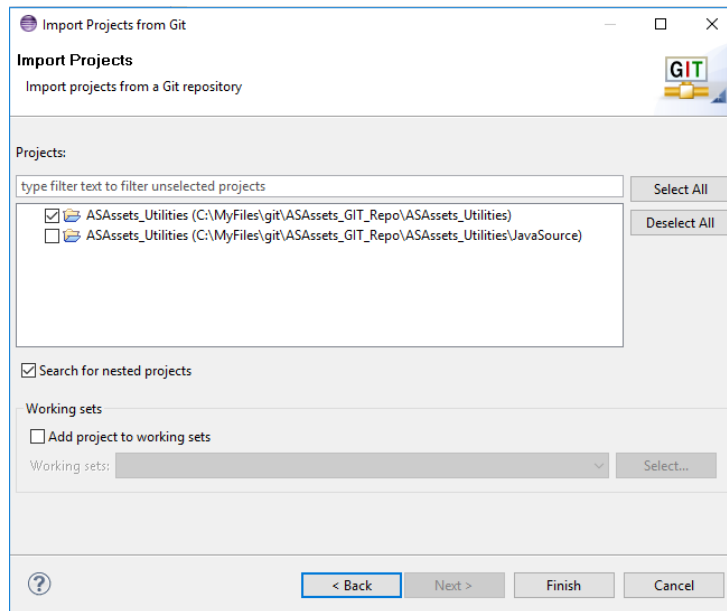 Import Projects from Git
Import Projects
Import projects from a Git repository
GIT
Projects:
type filter text to filter unselected projects
Select All
ASAssets_Utilities (C:\MyFiles\git\ASAssets_GIT_Repo\ASAssets_Utilities)
ASAssets_Utilities (C:\MyFiles\git\ASAssets_GIT_Repo\ASAssets_Utilities\JavaSource)
Deselect All
Search for nested projects
Working sets
Add project to working sets
Working sets:
Select...
?
< Back
Next >
Finish
Cancel